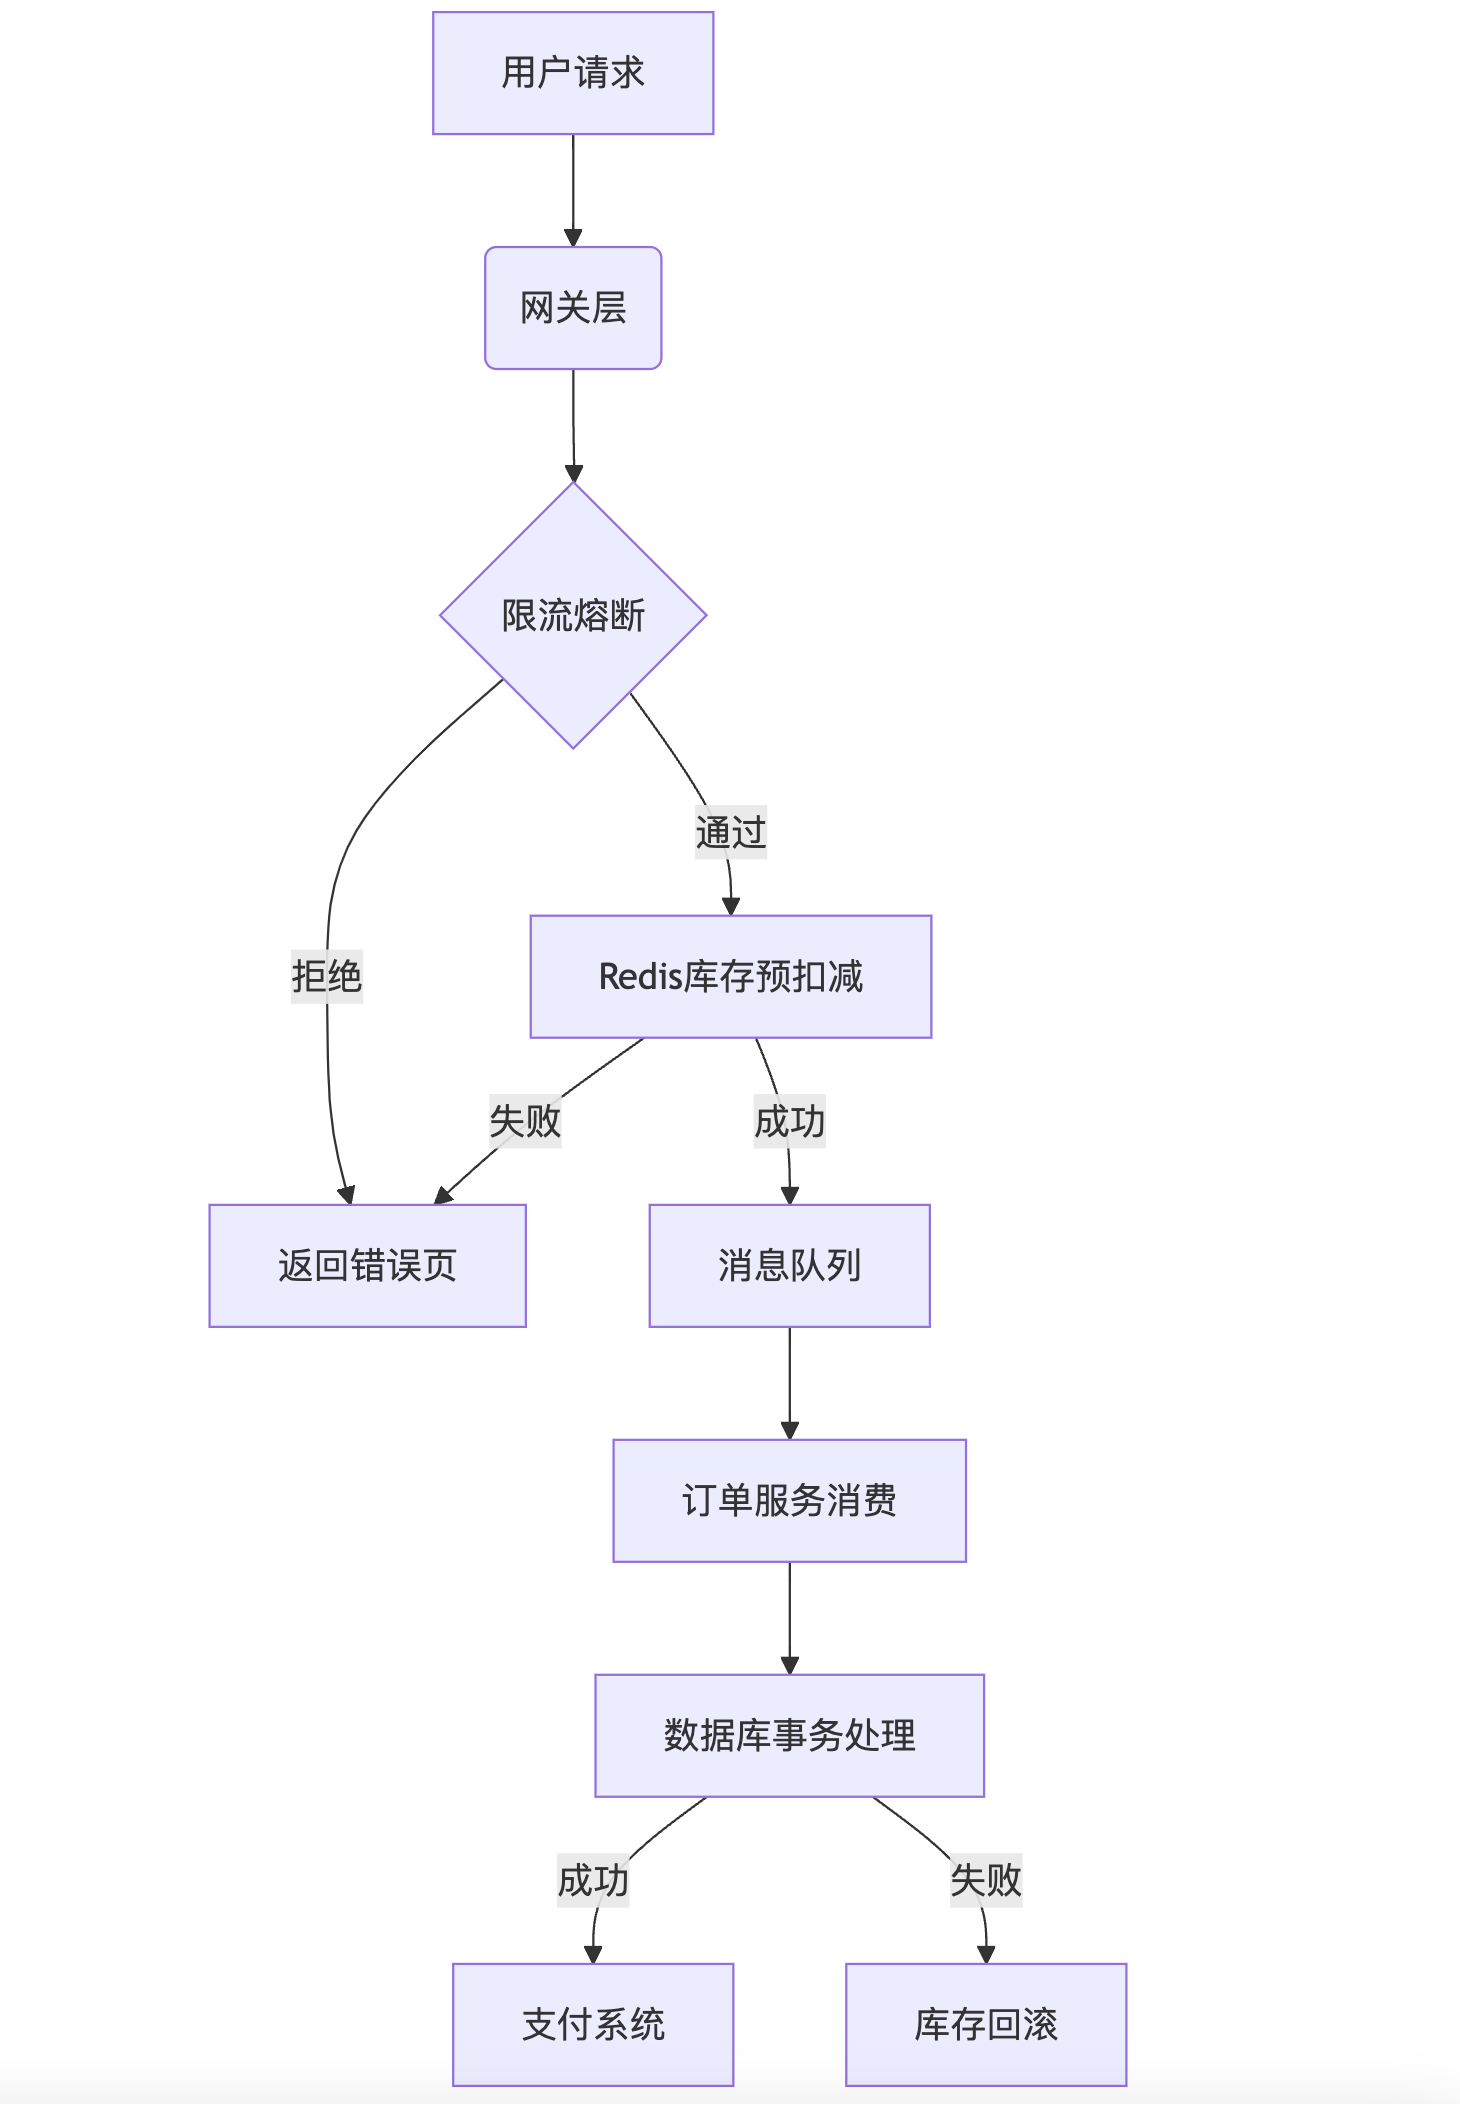 用户请求
网关层
限流熔断
通过
拒绝
Redis库存预扣减
失败
成功
返回错误页
消息队列
订单服务消费
数据库事务处理
成功
失败
支付系统
库存回滚